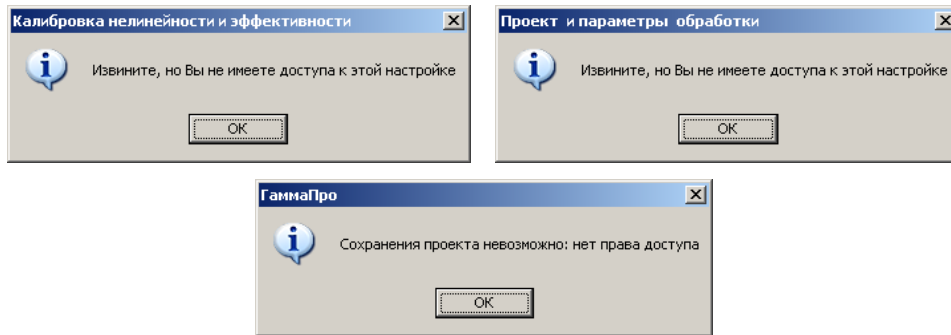 Калибровка нелинейности и эффективности
Извините, но Вы не имеете доступа к этой настройке
OK
Проект и параметры обработки
Извините, но Вы не имеете доступа к этой настройке
OK
ГаммаПро
Сохранения проекта невозможно: нет права доступа
OK